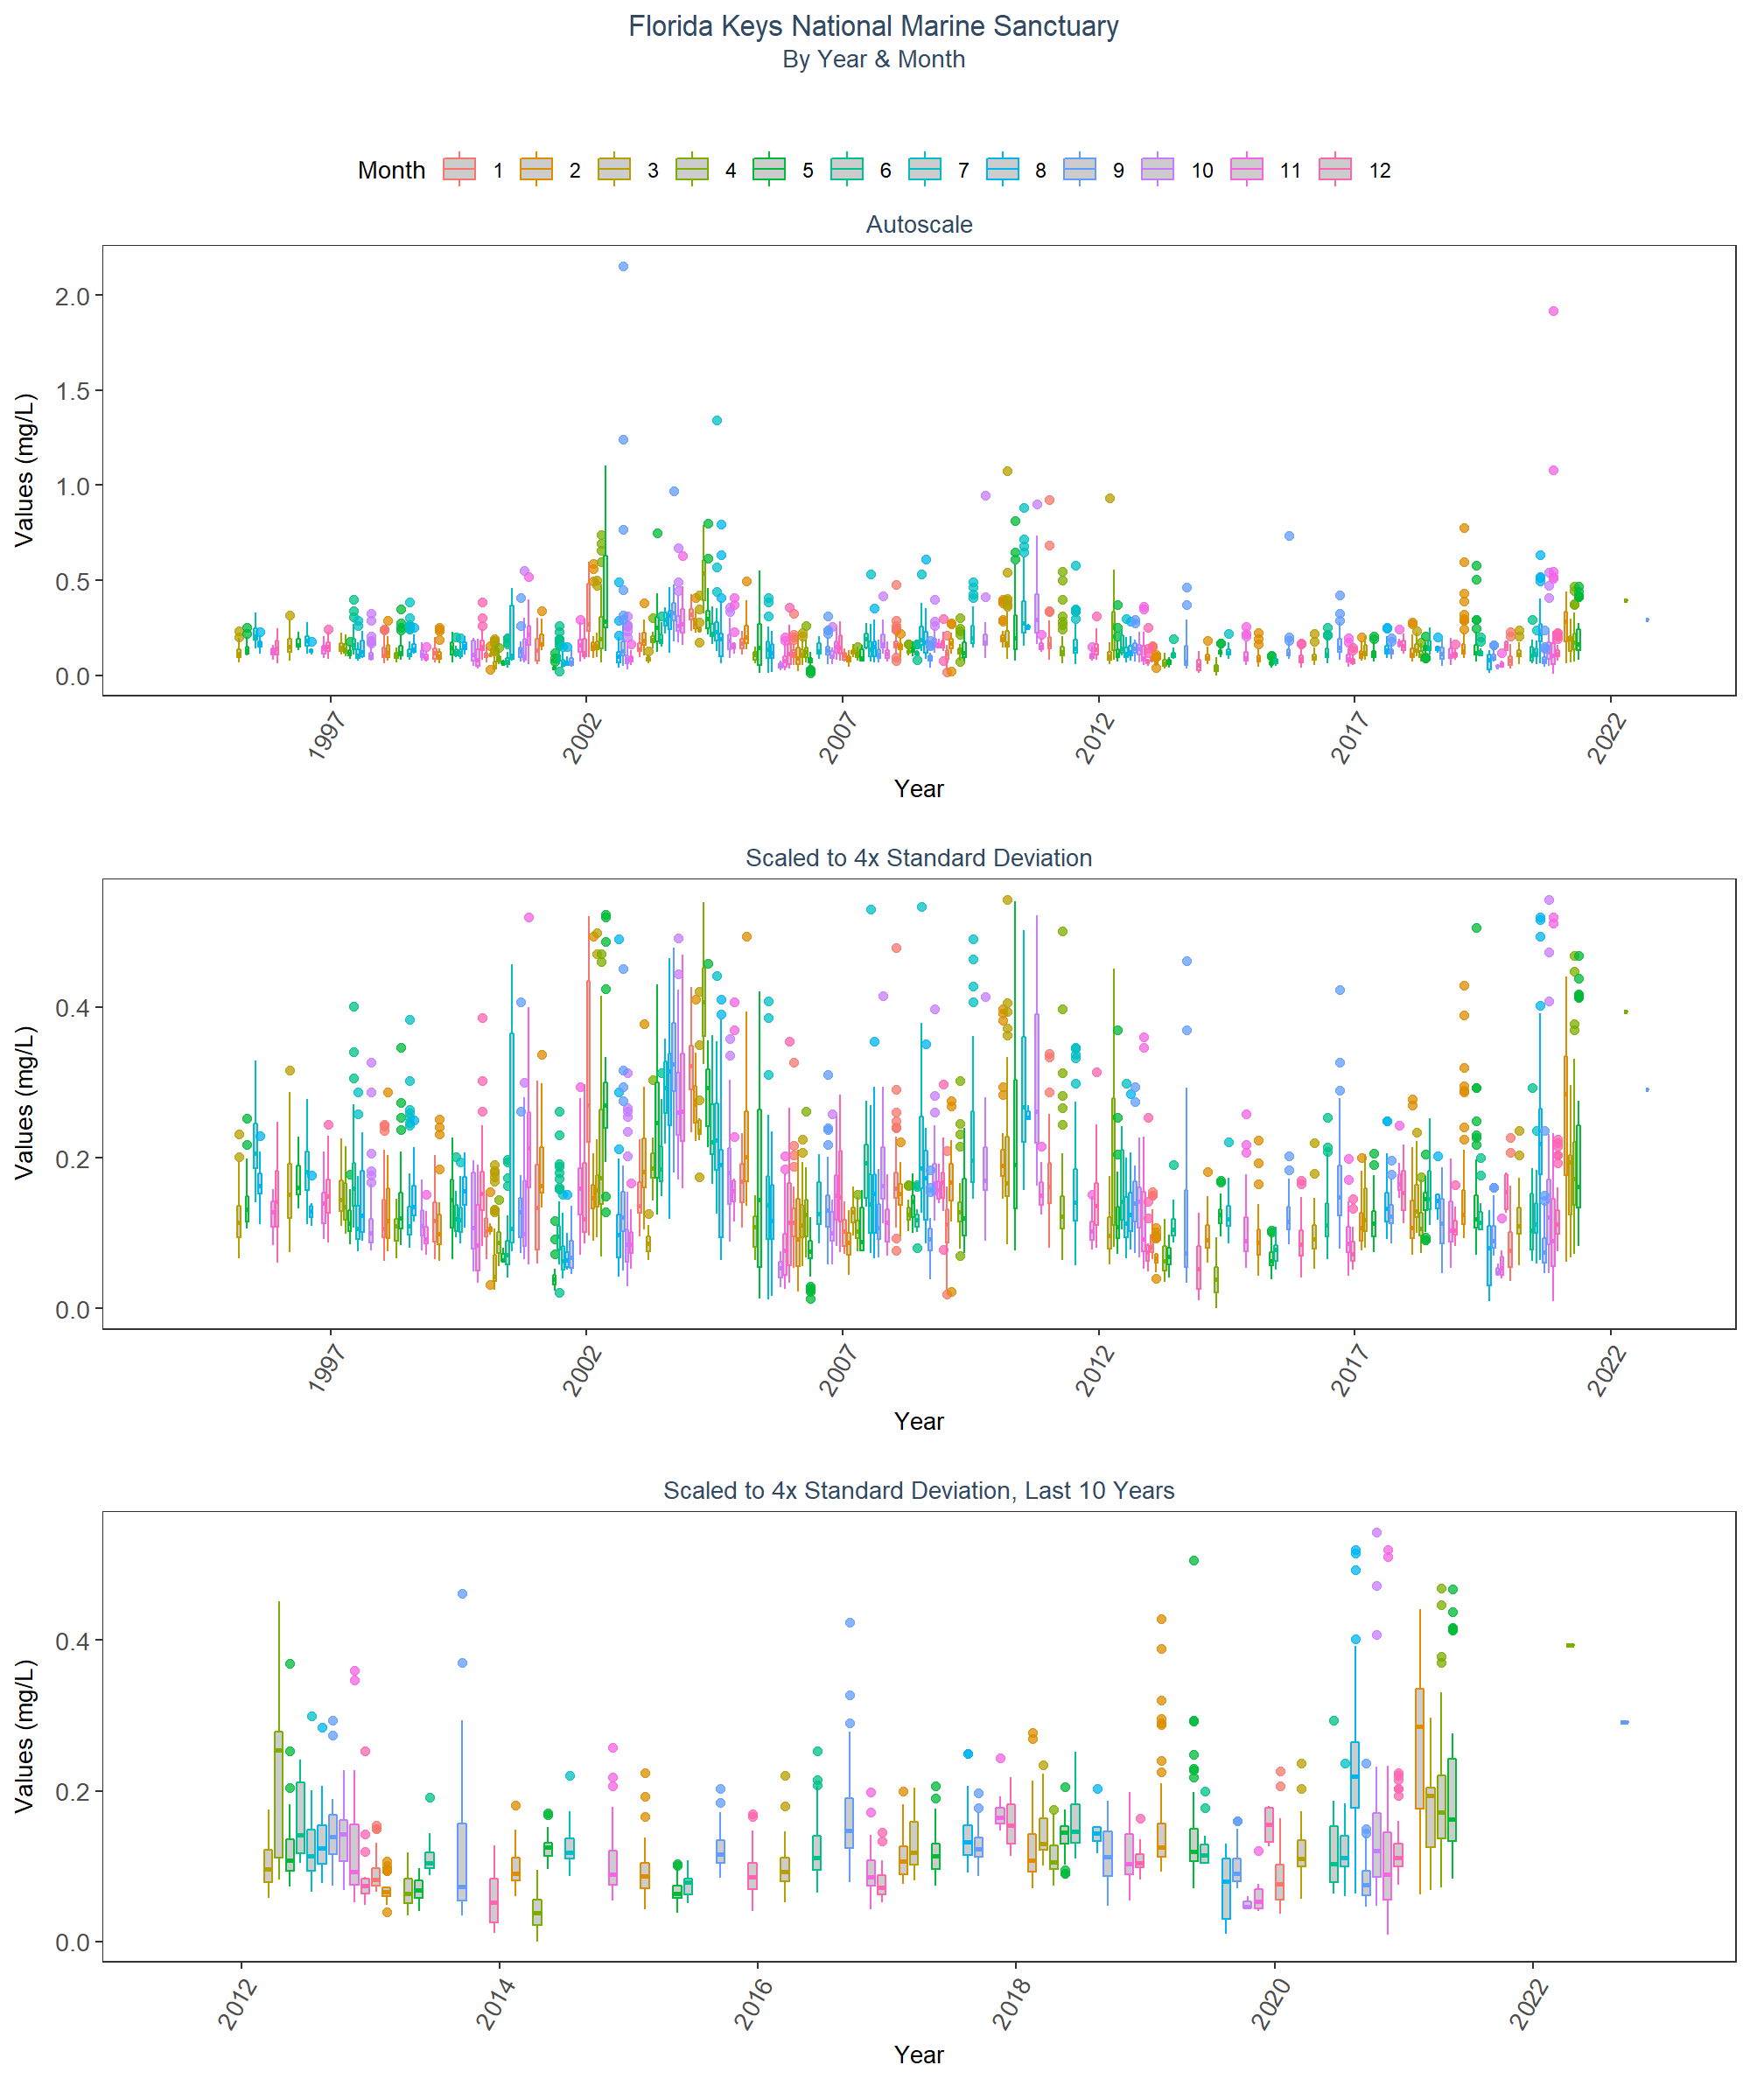 Florida Keys National Marine Sanctuary
By Year & Month
Month 1 2 3 4 5 6 7 8 9 10 11 12
Autoscale
Values (mg/L)
2.0
1.5
1.0
0.5
0.0
1997 2002 2007 2012 2017 2022
Year
Scaled to 4x Standard Deviation
Values (mg/L)
0.4
0.2
0.0
1997 2002 2007 2012 2017 2022
Year
Scaled to 4x Standard Deviation, Last 10 Years
Values (mg/L)
0.4
0.2
0.0
2012 2014 2016 2018 2020 2022
Year